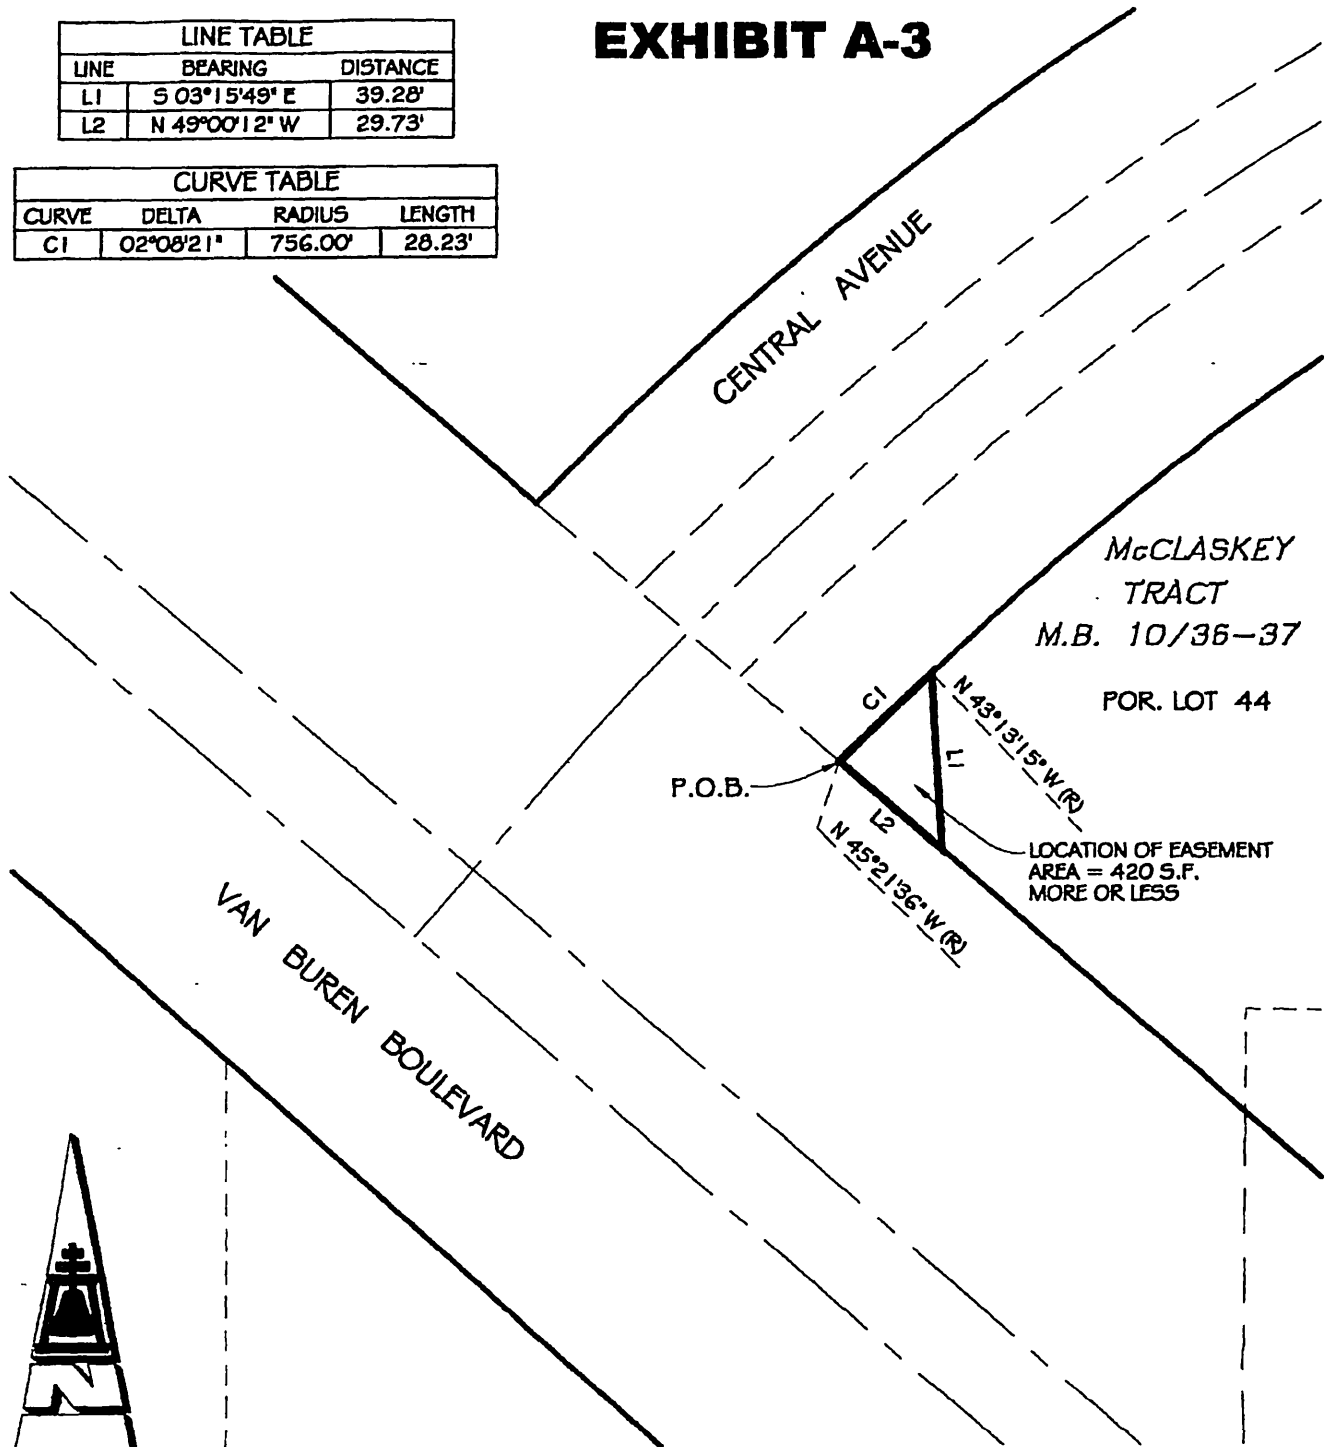 EXHIBIT A-3
LINE TABLE
LINE BEARING DISTANCE
L1 S 03°15'49" E 39.28'
L2 N 49°00'12" W 29.73'
CURVE TABLE
CURVE DELTA RADIUS LENGTH
C1 02°08'21" 756.00' 28.23'
CENTRAL AVENUE
McCLASKEY
TRACT
M.B. 10/36-37
POR. LOT 44
C1
N 43°13'15" W (R)
L1
P.O.B.
L2
N 45°21'36" W (R)
LOCATION OF EASEMENT
AREA = 420 S.F.
MORE OR LESS
VAN BUREN BOULEVARD
N